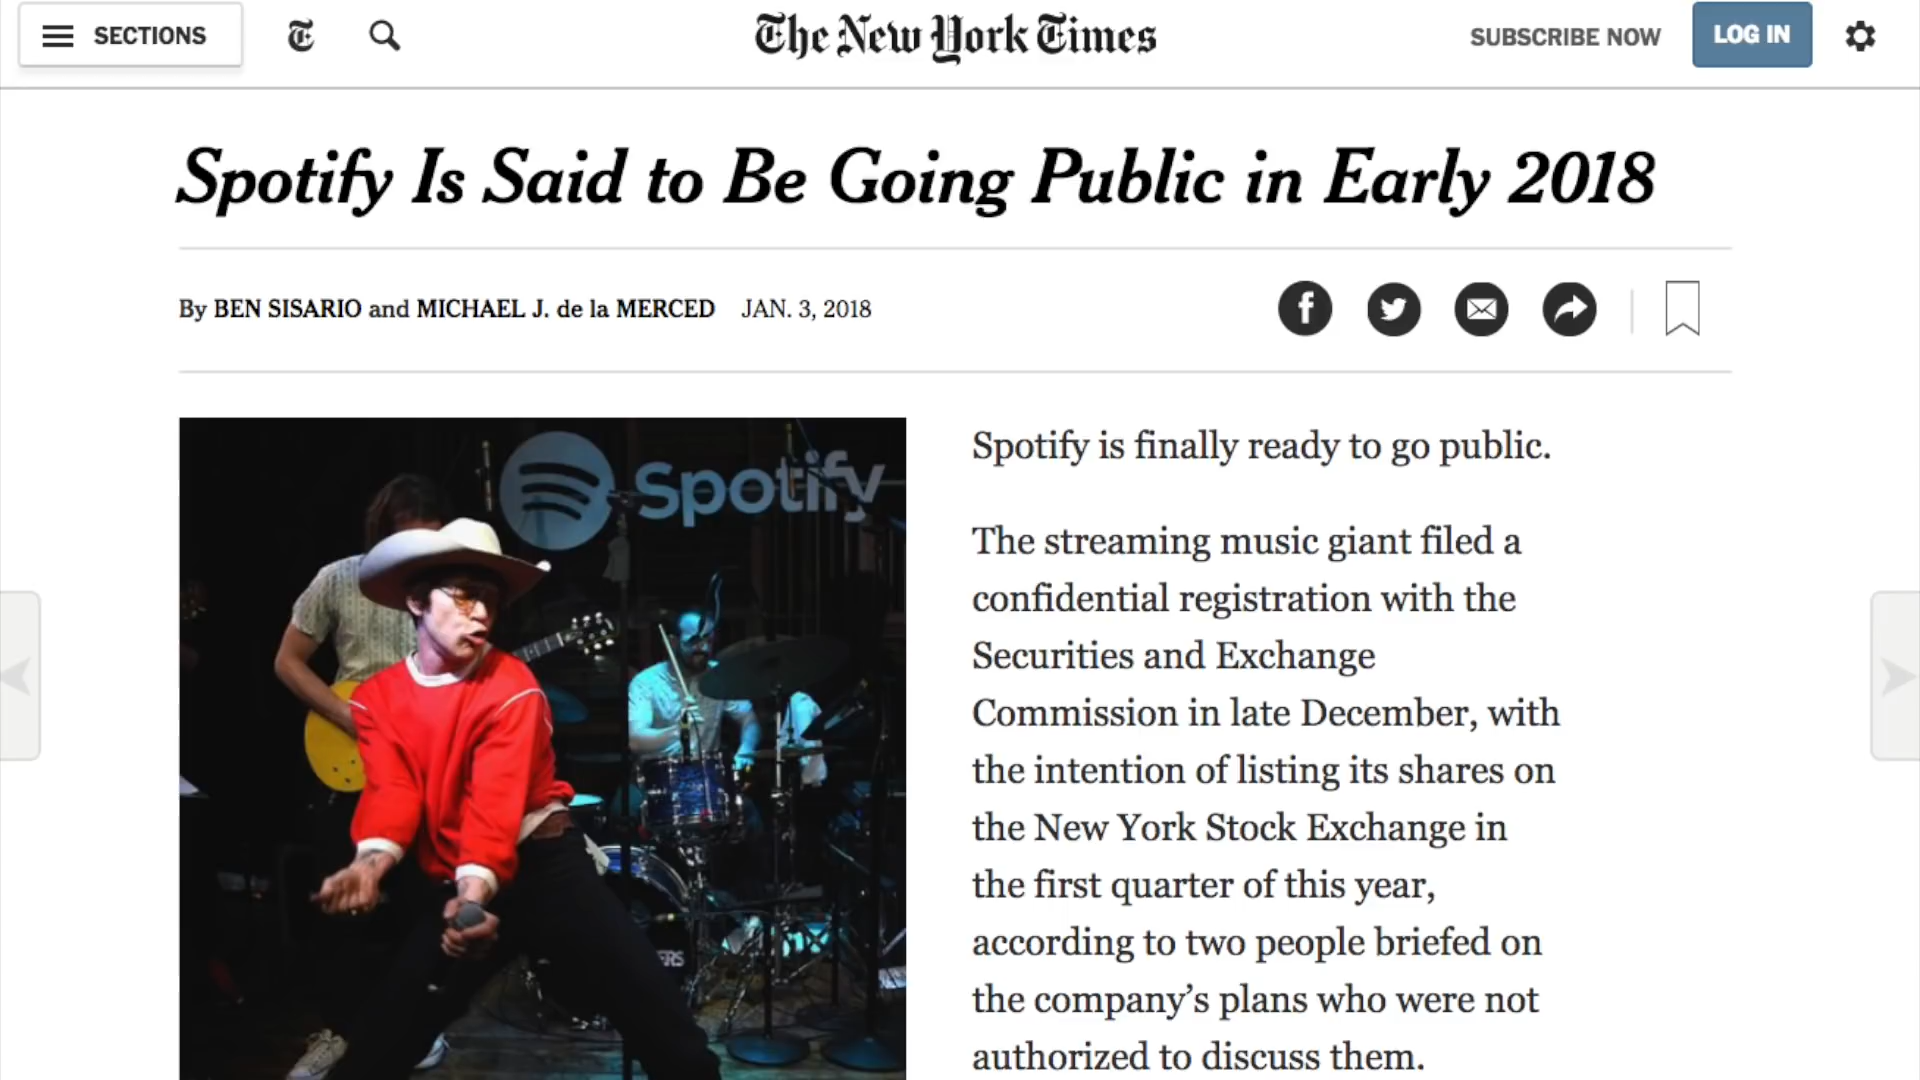 SECTIONS
The New York Times
SUBSCRIBE NOW
LOG IN
Spotify Is Said to Be Going Public in Early 2018
By BEN SISARIO and MICHAEL J. de la MERCED JAN. 3, 2018
Spotify
ERS
Spotify is finally ready to go public.
The streaming music giant filed a
confidential registration with the
Securities and Exchange
Commission in late December, with
the intention of listing its shares on
the New York Stock Exchange in
the first quarter of this year,
according to two people briefed on
the company’s plans who were not
authorized to discuss them.